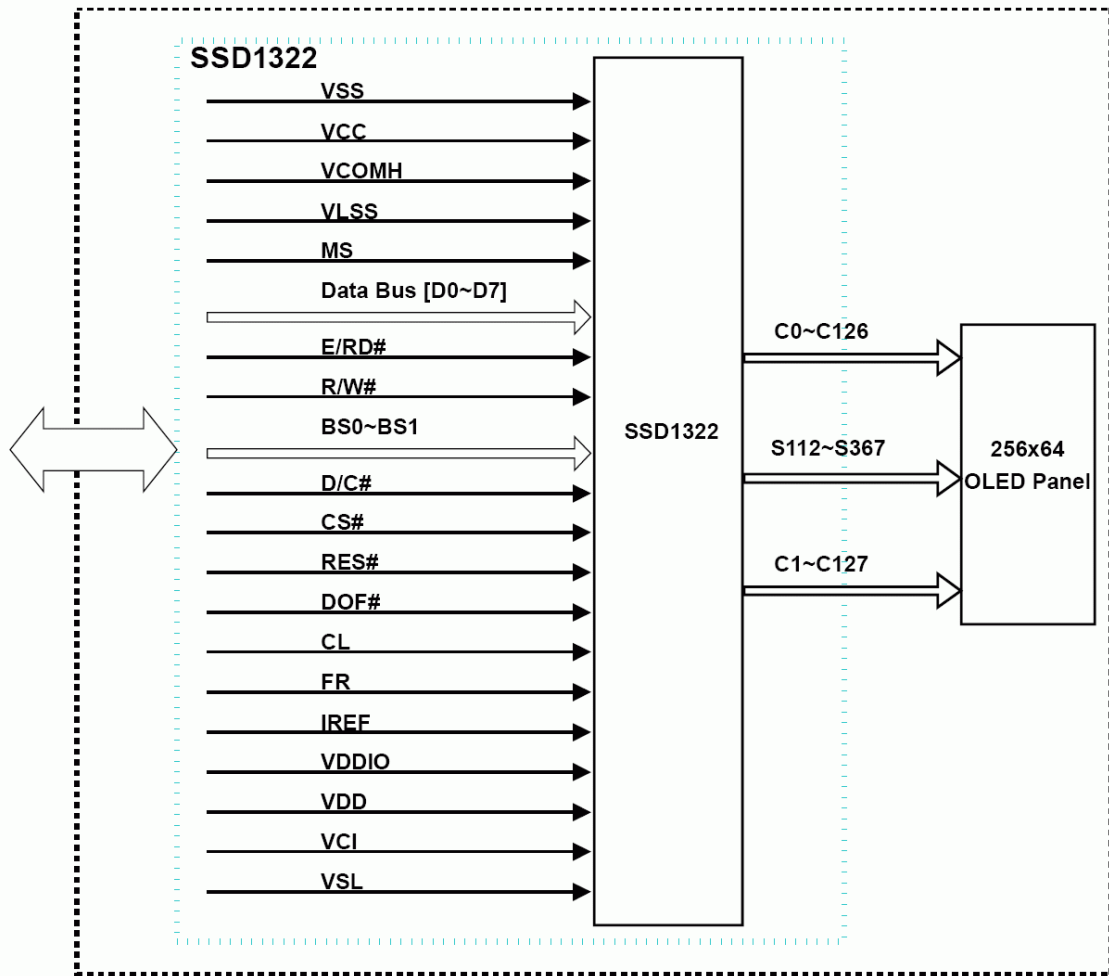 SSD1322
VSS
VCC
VCOMH
VLSS
MS
Data Bus [D0~D7]
E/RD#
R/W#
BS0~BS1
D/C#
CS#
RES#
DOF#
CL
FR
IREF
VDDIO
VDD
VCI
VSL
SSD1322
C0~C126
S112~S367
C1~C127
256x64
OLED Panel